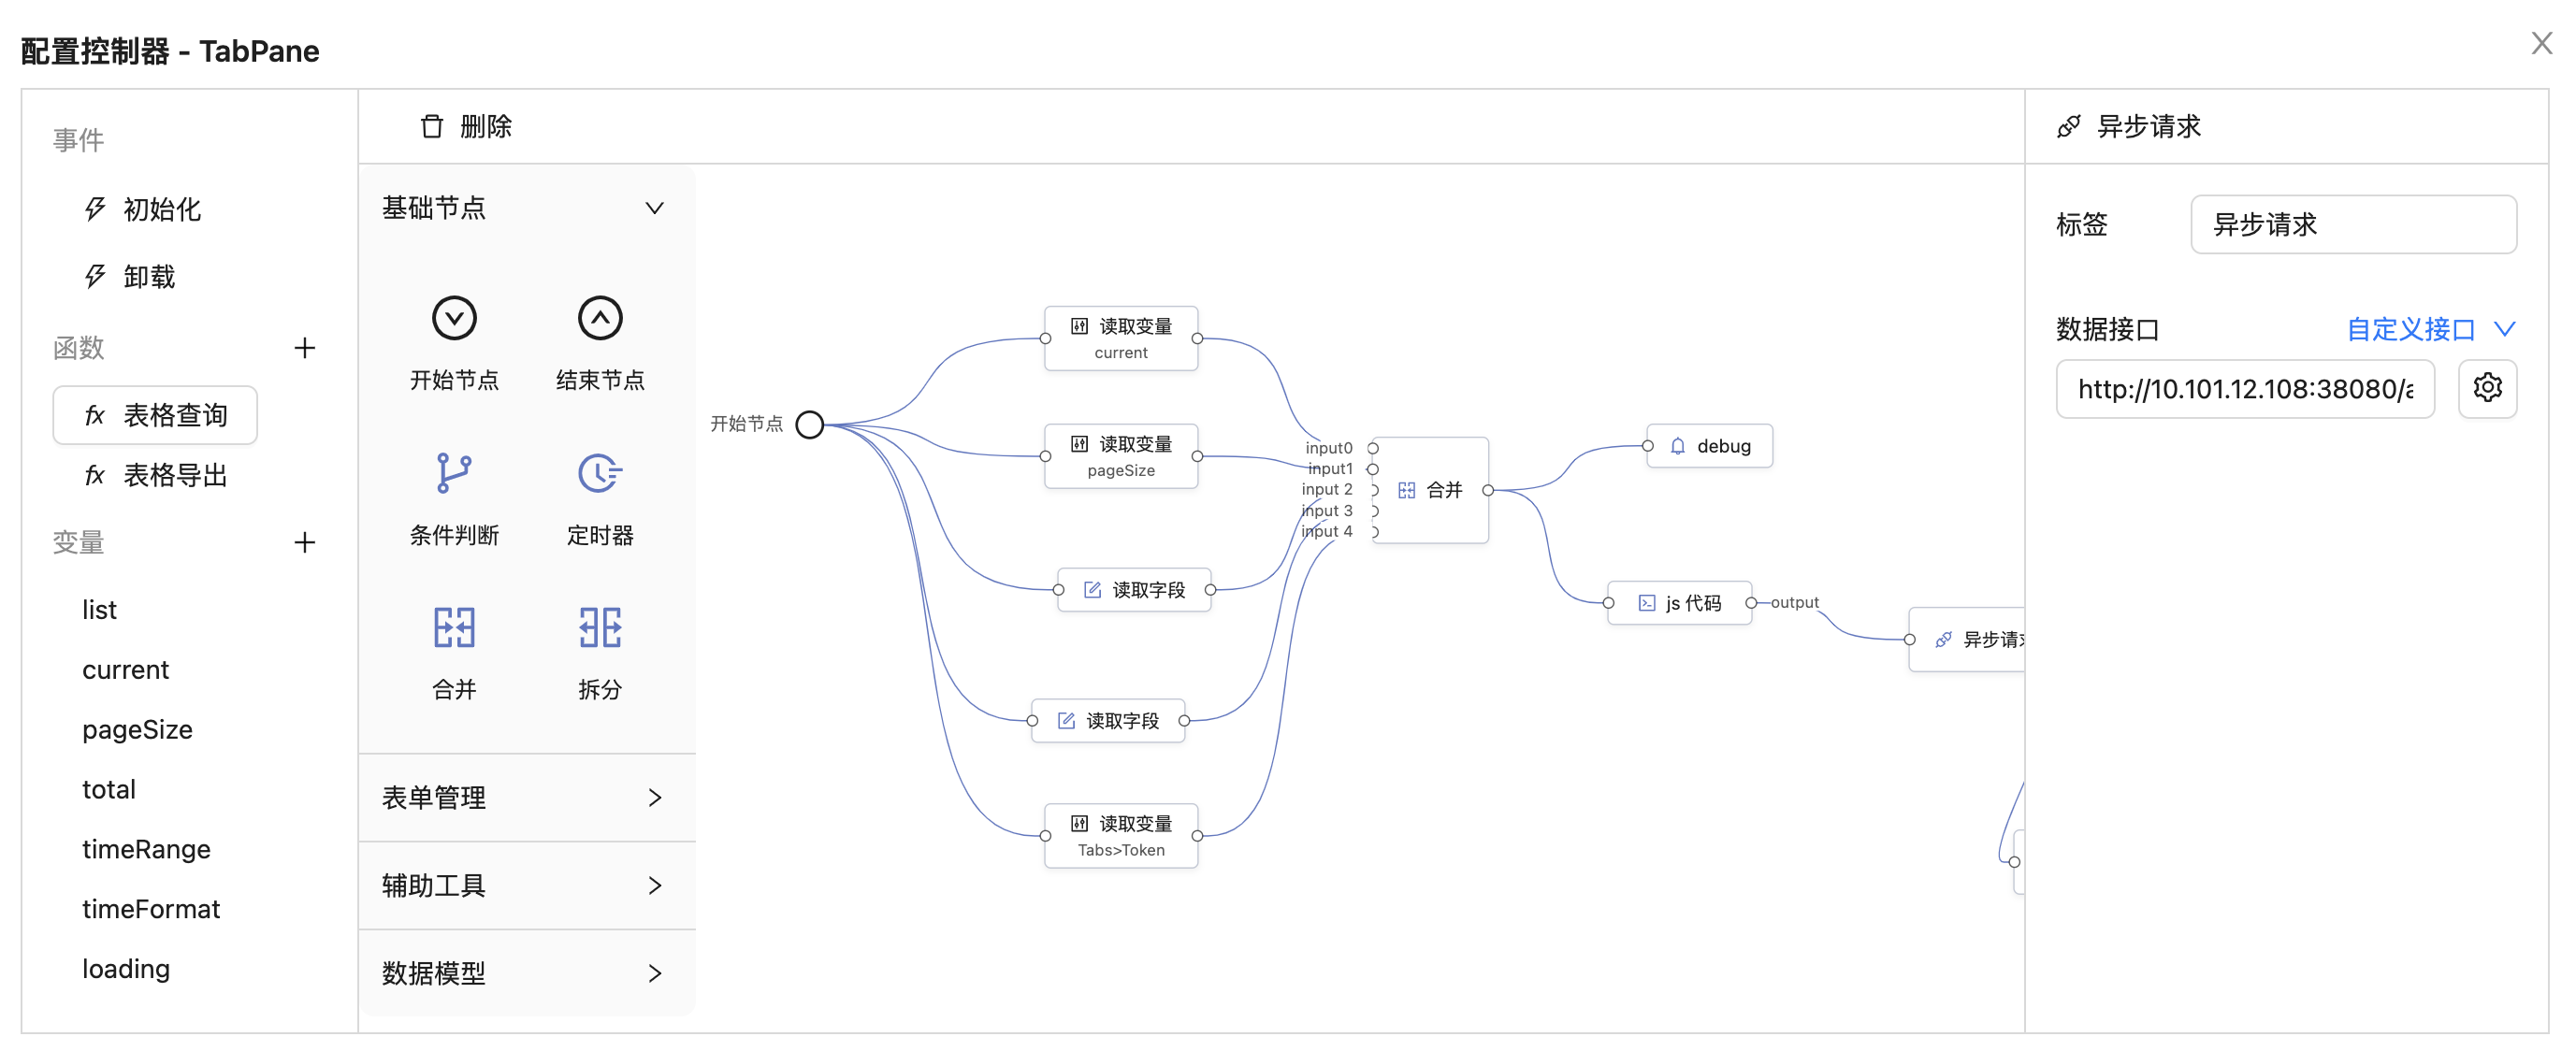 配置控制器 - TabPane
事件
初始化
卸载
函数
fx 表格查询
fx 表格导出
变量
list
current
pageSize
total
timeRange
timeFormat
loading
删除
基础节点
开始节点
结束节点
条件判断
定时器
合并
拆分
表单管理
辅助工具
数据模型
开始节点
读取变量
current
读取变量
pageSize
读取字段
读取字段
读取变量
Tabs>Token
input0
input1
input 2
input 3
input 4
合并
debug
js 代码
output
异步请求
异步请求
标签
异步请求
数据接口
自定义接口
http://10.101.12.108:38080/a